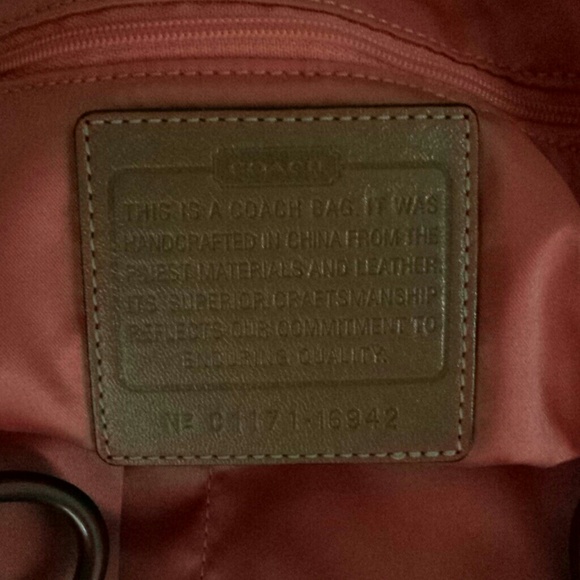 COACH
THIS IS A COACH BAG. IT WAS
HANDCRAFTED IN CHINA FROM THE
FINEST MATERIALS AND LEATHER.
ITS SUPERIOR CRAFTSMANSHIP
REFLECTS OUR COMMITMENT TO
ENDURING QUALITY.
Nº C1171-16942